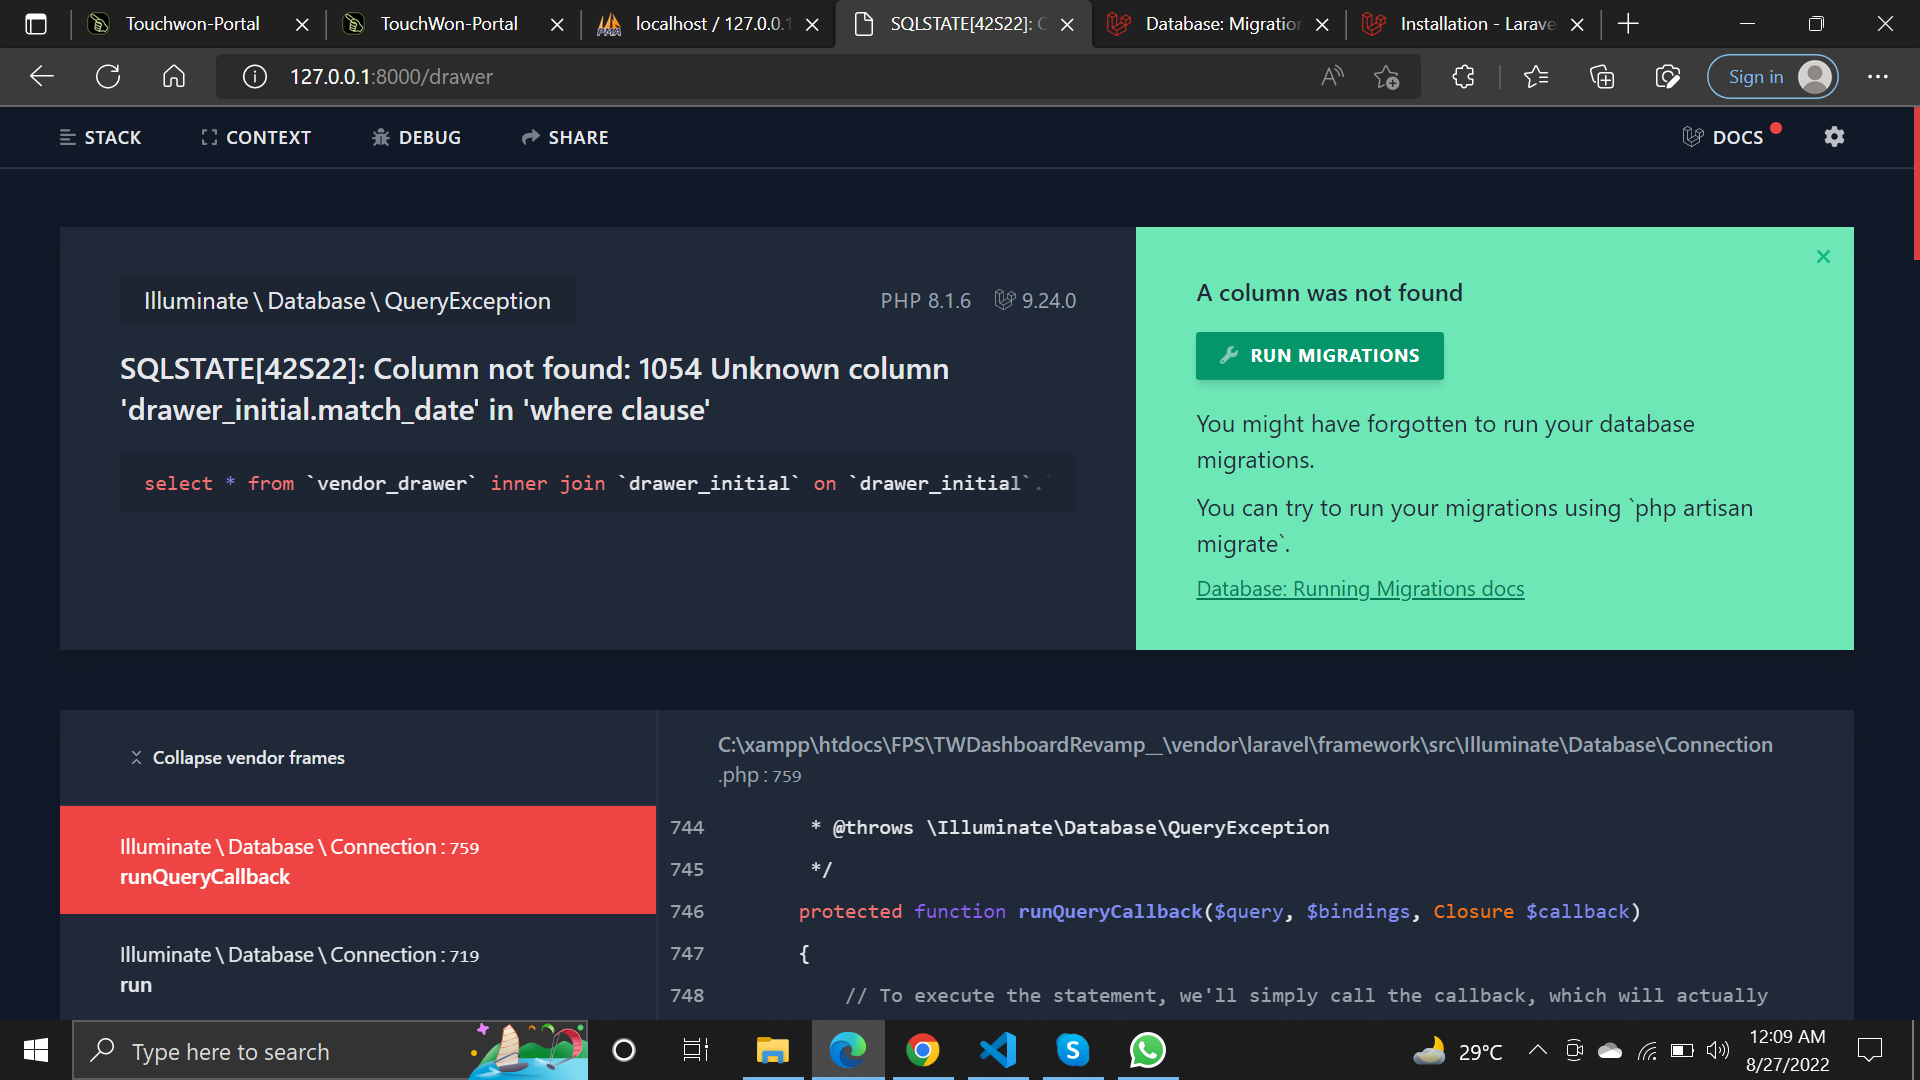 Touchwon-Portal
TouchWon-Portal
localhost / 127.0.0.1
SQLSTATE[42S22]: C
Database: Migration
Installation - Larave
127.0.0.1:8000/drawer
Sign in
STACK
CONTEXT
DEBUG
SHARE
DOCS
Illuminate\Database\QueryException
PHP 8.1.6
9.24.0
SQLSTATE[42S22]: Column not found: 1054 Unknown column
'drawer_initial.match_date' in 'where clause'
select * from `vendor_drawer` inner join `drawer_initial` on `drawer_initial`.`
A column was not found
RUN MIGRATIONS
You might have forgotten to run your database
migrations.
You can try to run your migrations using `php artisan
migrate`.
Database: Running Migrations docs
Collapse vendor frames
Illuminate\Database\Connection:759
runQueryCallback
Illuminate\Database\Connection:719
run
C:\xampp\htdocs\FPS\TWDashboardRevamp__\vendor\laravel\framework\src\Illuminate\Database\Connection
.php:759
744 * @throws \Illuminate\Database\QueryException
745 */
746 protected function runQueryCallback($query, $bindings, Closure $callback)
747 {
748 // To execute the statement, we'll simply call the callback, which will actually
Type here to search
29°C
12:09 AM
8/27/2022